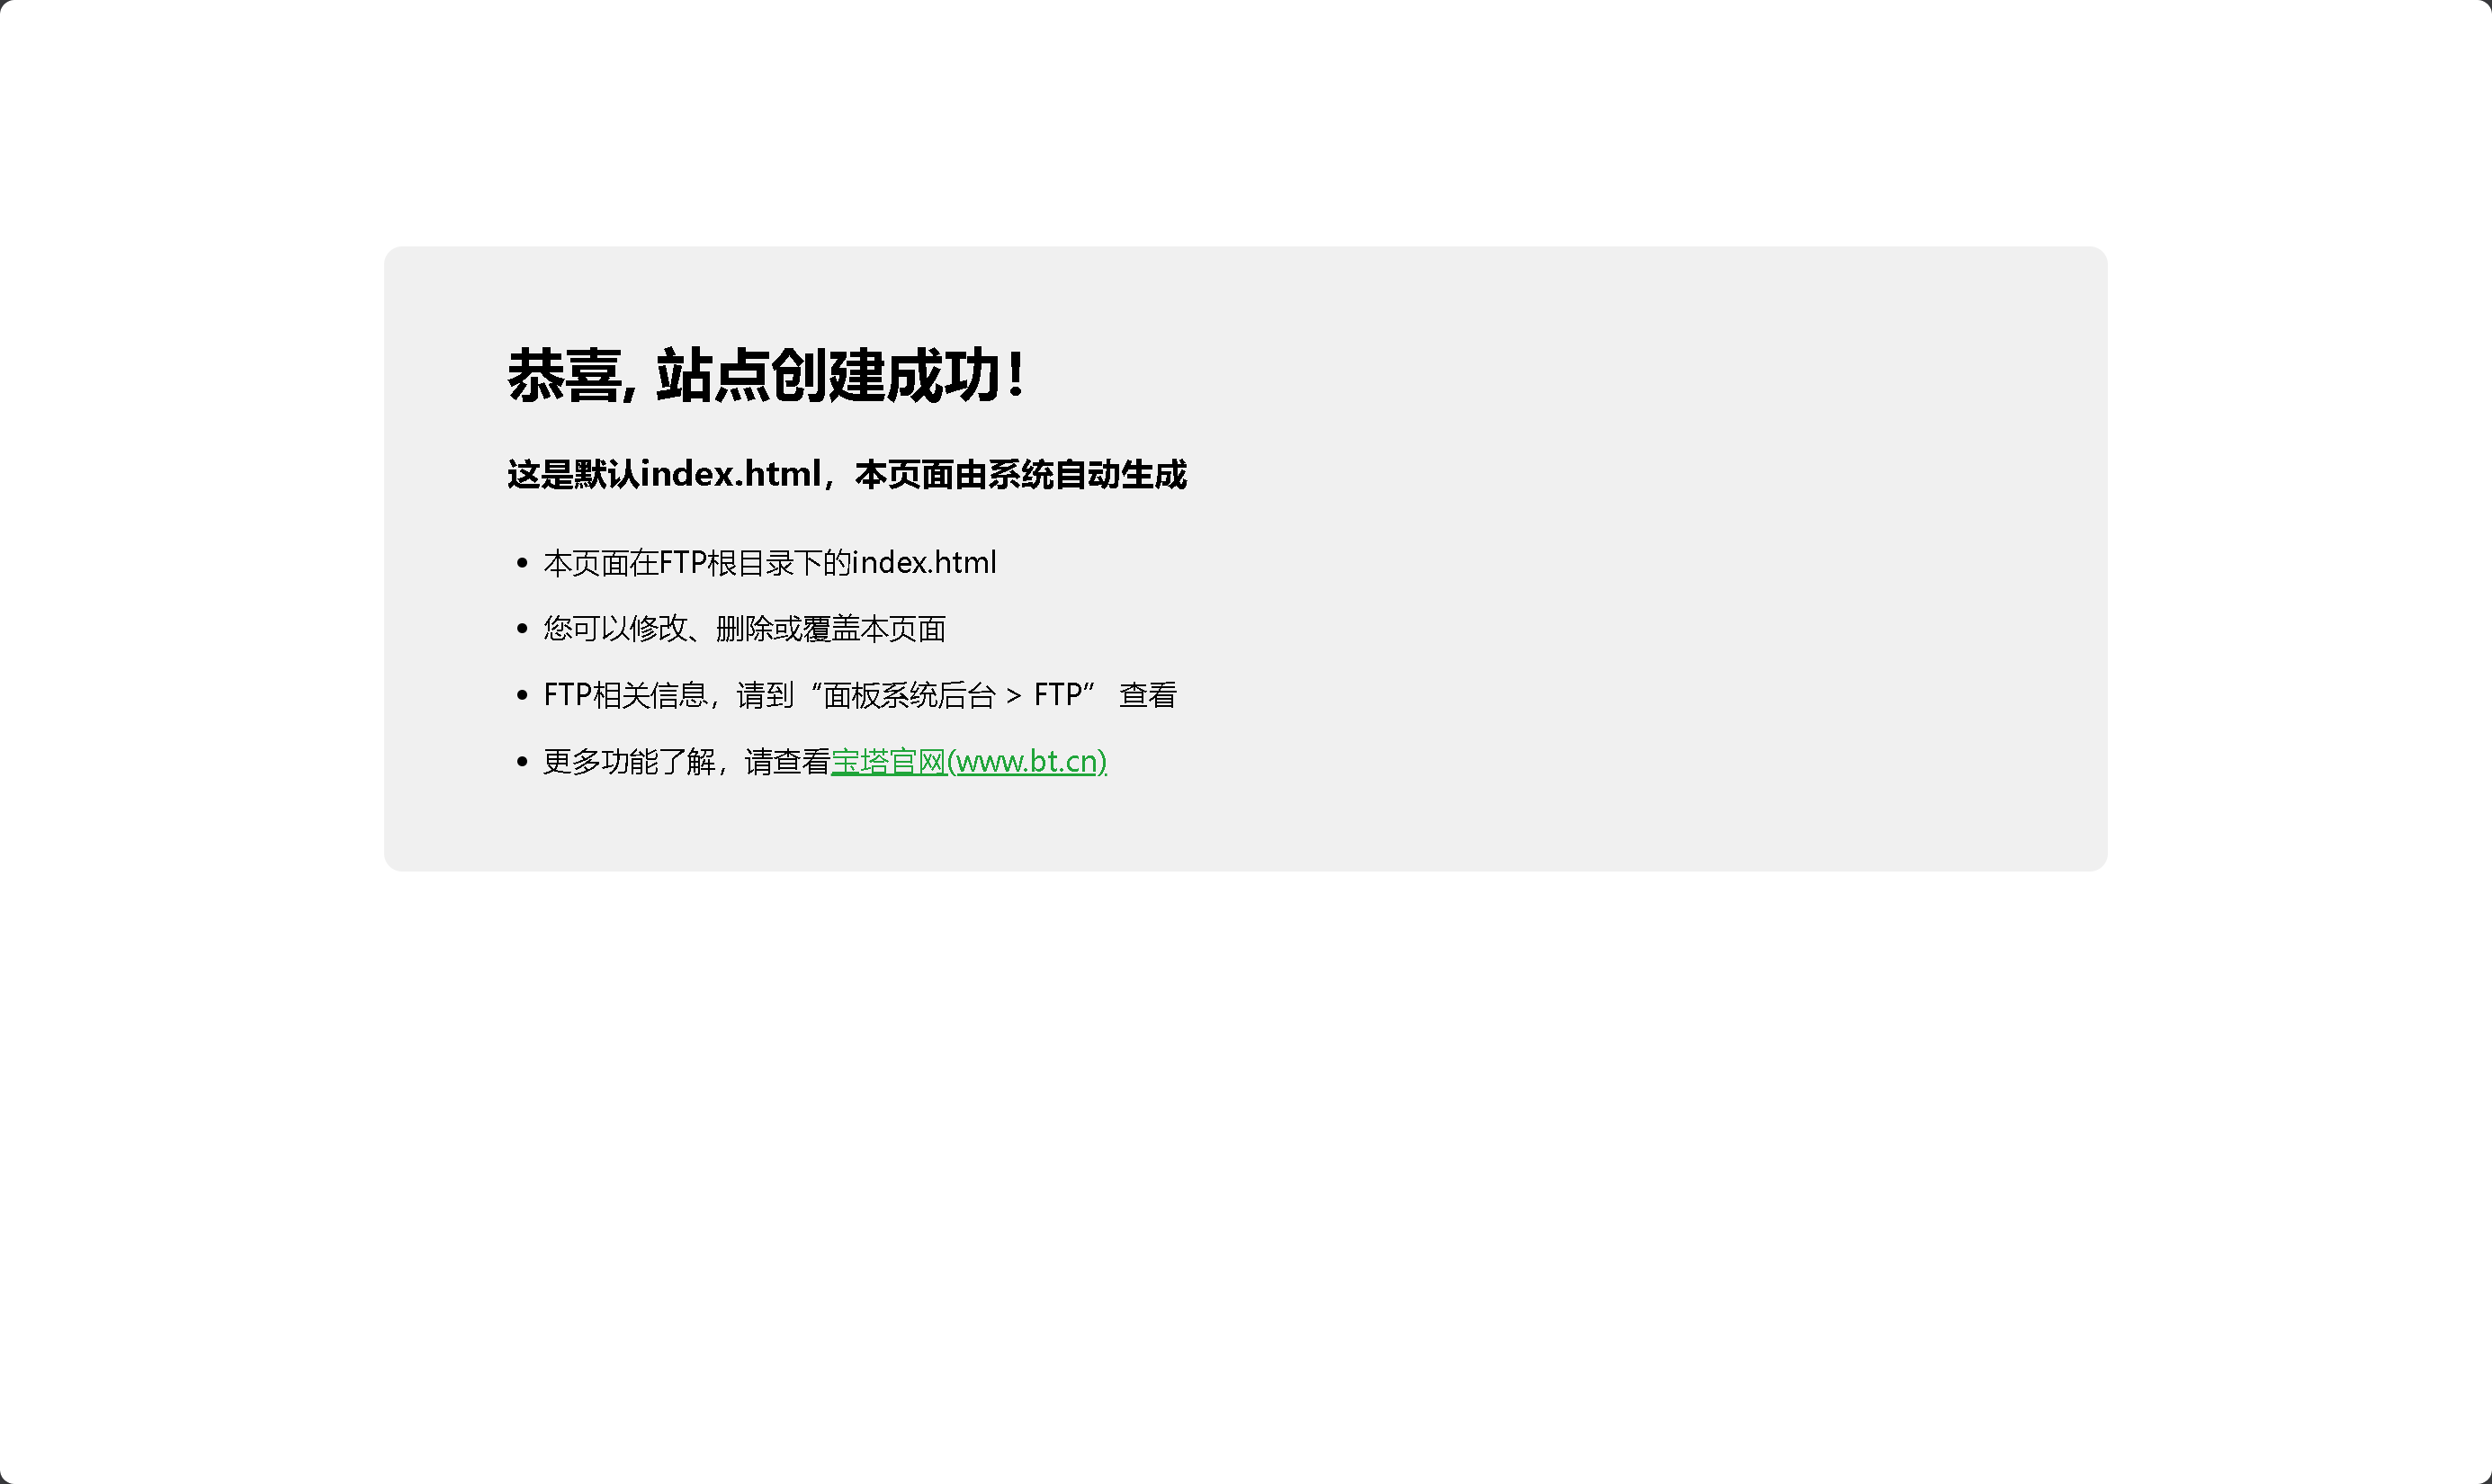 恭喜, 站点创建成功！
这是默认index.html，本页面由系统自动生成
本页面在FTP根目录下的index.html
您可以修改、删除或覆盖本页面
FTP相关信息，请到“面板系统后台 > FTP” 查看
更多功能了解，请查看宝塔官网(www.bt.cn)